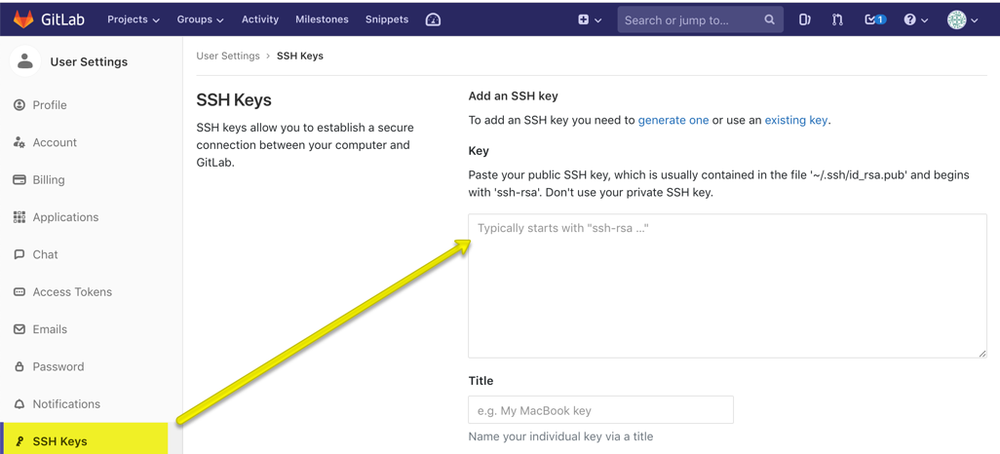 GitLab Projects Groups Activity Milestones Snippets Search or jump to... 1 ?
User Settings
Profile
Account
Billing
Applications
Chat
Access Tokens
Emails
Password
Notifications
SSH Keys
User Settings › SSH Keys
SSH Keys
SSH keys allow you to establish a secure
connection between your computer and
GitLab.
Add an SSH key
To add an SSH key you need to generate one or use an existing key.
Key
Paste your public SSH key, which is usually contained in the file '~/.ssh/id_rsa.pub' and begins
with 'ssh-rsa'. Don't use your private SSH key.
Typically starts with "ssh-rsa ..."
Title
e.g. My MacBook key
Name your individual key via a title